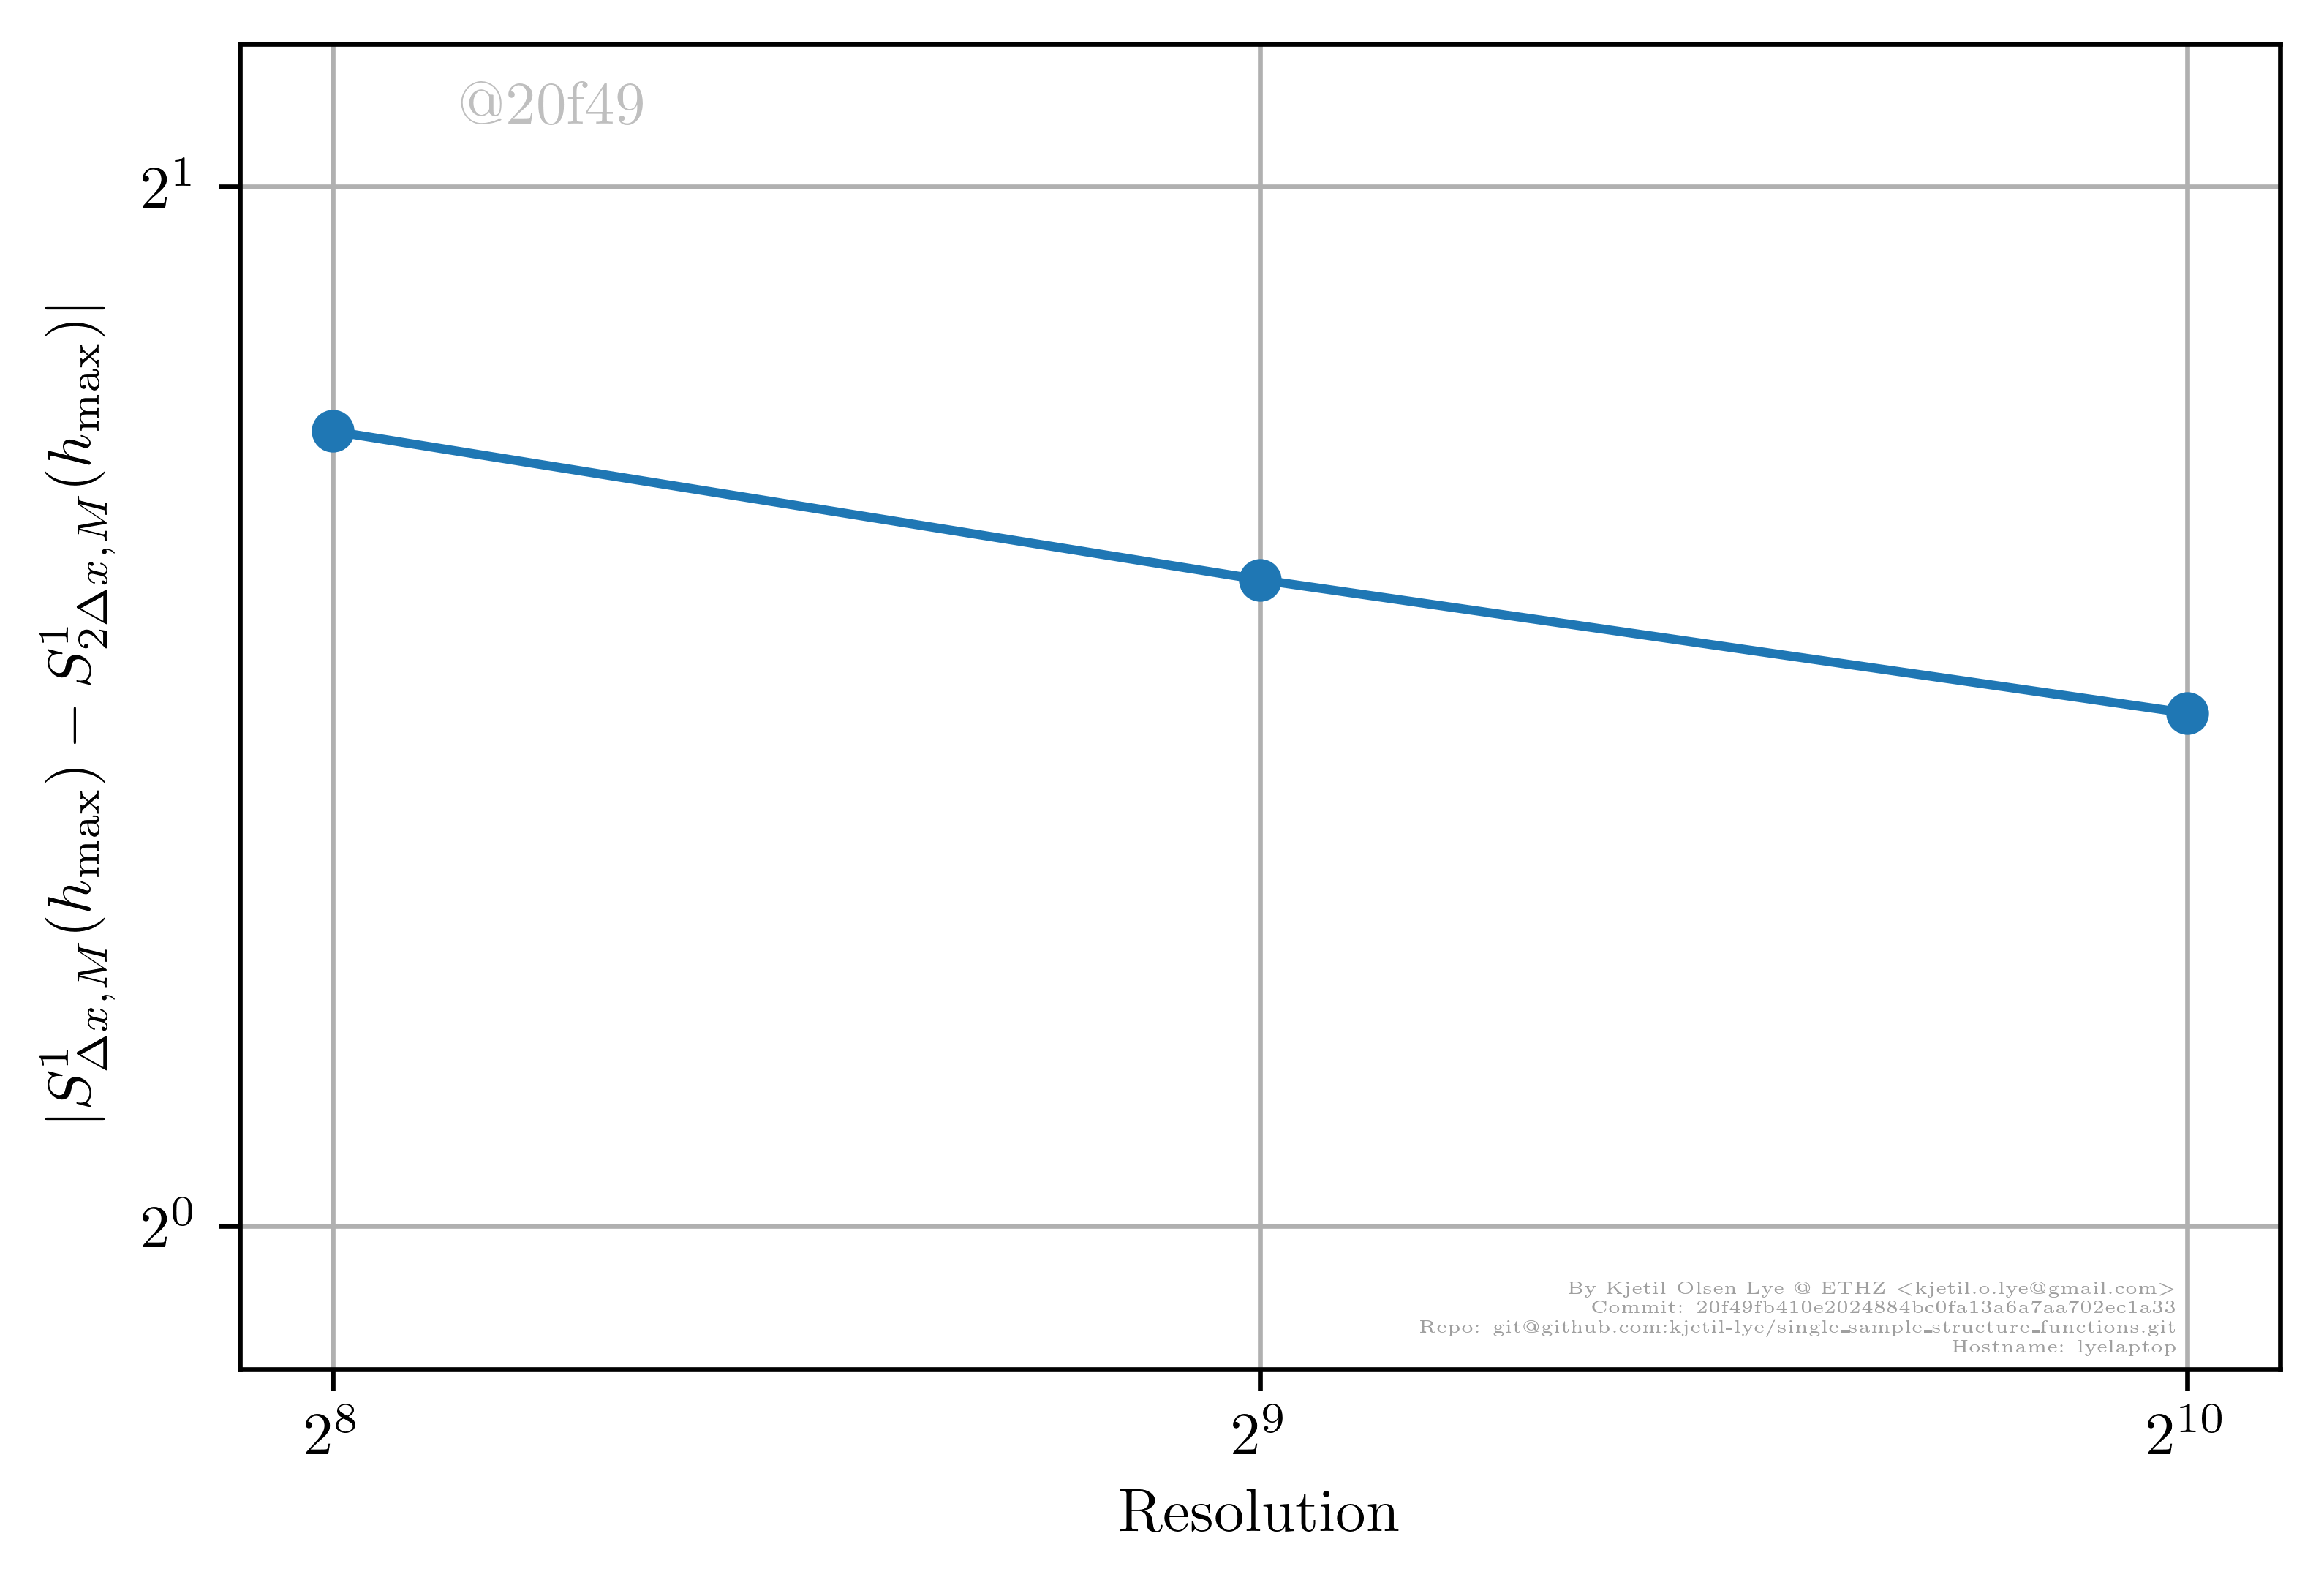 @20f49
2^1
2^0
|S^1_{Δx,M}(h_max) − S^1_{2Δx,M}(h_max)|
By Kjetil Olsen Lye @ ETHZ <kjetil.o.lye@gmail.com>
Commit: 20f49fb410e2024884bc0fa13a6a7aa702ec1a33
Repo: git@github.com:kjetil-lye/single_sample_structure_functions.git
Hostname: lyelaptop
2^8 2^9 2^10
Resolution